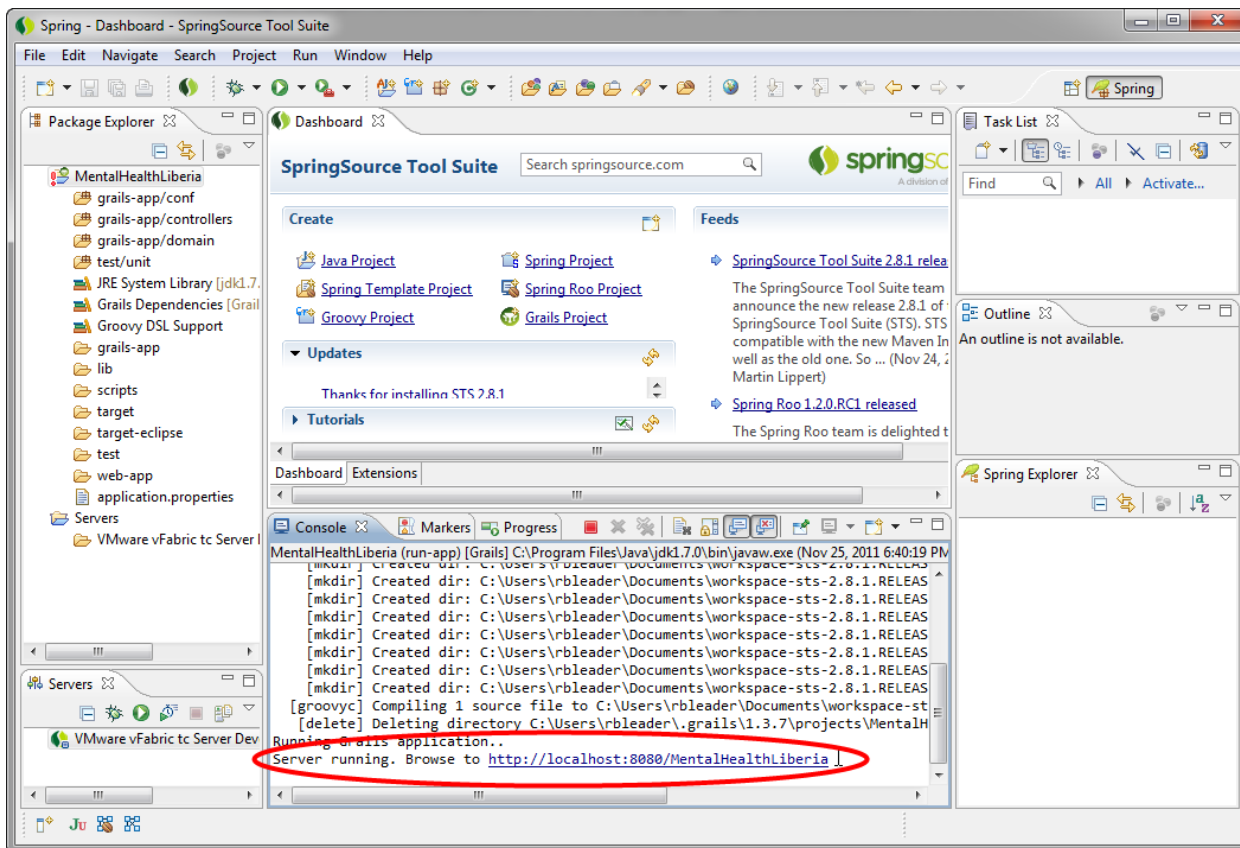 Spring - Dashboard - SpringSource Tool Suite
File Edit Navigate Search Project Run Window Help
Spring
Package Explorer
MentalHealthLiberia
grails-app/conf
grails-app/controllers
grails-app/domain
test/unit
JRE System Library [jdk1.7.
Grails Dependencies [Grail
Groovy DSL Support
grails-app
lib
scripts
target
target-eclipse
test
web-app
application.properties
Servers
VMware vFabric tc Server
Servers
VMware vFabric tc Server Dev
Dashboard
SpringSource Tool Suite
Search springsource.com
springsc
A division of
Create
Java Project
Spring Project
Spring Template Project
Spring Roo Project
Groovy Project
Grails Project
Updates
Thanks for installing STS 2.8.1
Tutorials
Feeds
SpringSource Tool Suite 2.8.1 relea
The SpringSource Tool Suite team
announce the new release 2.8.1 of
SpringSource Tool Suite (STS). STS
compatible with the new Maven In
well as the old one. So ... (Nov 24,
Martin Lippert)
Spring Roo 1.2.0.RC1 released
The Spring Roo team is delighted t
Dashboard Extensions
Console Markers Progress
MentalHealthLiberia (run-app) [Grails] C:\Program Files\Java\jdk1.7.0\bin\javaw.exe (Nov 25, 2011 6:40:19 PM
[mkdir] Created dir: C:\Users\rbleader\Documents\workspace-sts-2.8.1.RELEAS
[mkdir] Created dir: C:\Users\rbleader\Documents\workspace-sts-2.8.1.RELEAS
[mkdir] Created dir: C:\Users\rbleader\Documents\workspace-sts-2.8.1.RELEAS
[mkdir] Created dir: C:\Users\rbleader\Documents\workspace-sts-2.8.1.RELEAS
[mkdir] Created dir: C:\Users\rbleader\Documents\workspace-sts-2.8.1.RELEAS
[mkdir] Created dir: C:\Users\rbleader\Documents\workspace-sts-2.8.1.RELEAS
[mkdir] Created dir: C:\Users\rbleader\Documents\workspace-sts-2.8.1.RELEAS
[mkdir] Created dir: C:\Users\rbleader\Documents\workspace-sts-2.8.1.RELEAS
[groovyc] Compiling 1 source file to C:\Users\rbleader\Documents\workspace-st
[delete] Deleting directory C:\Users\rbleader\.grails\1.3.7\projects\MentalH
Running Grails application..
Server running. Browse to http://localhost:8080/MentalHealthLiberia
Task List
Find All Activate...
Outline
An outline is not available.
Spring Explorer
Ju